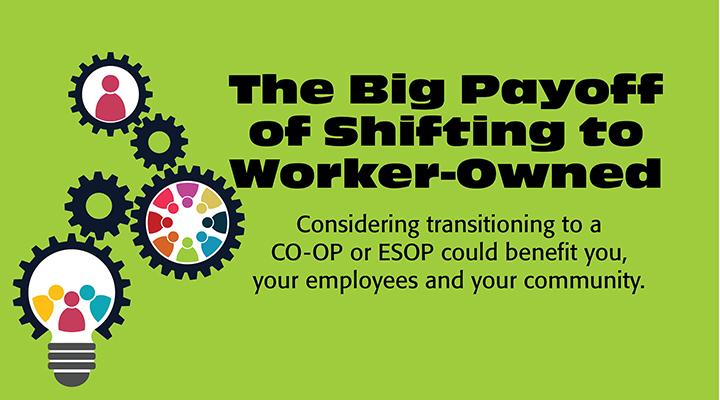 The Big Payoff
of Shifting to
Worker-Owned
Considering transitioning to a
CO-OP or ESOP could benefit you,
your employees and your community.